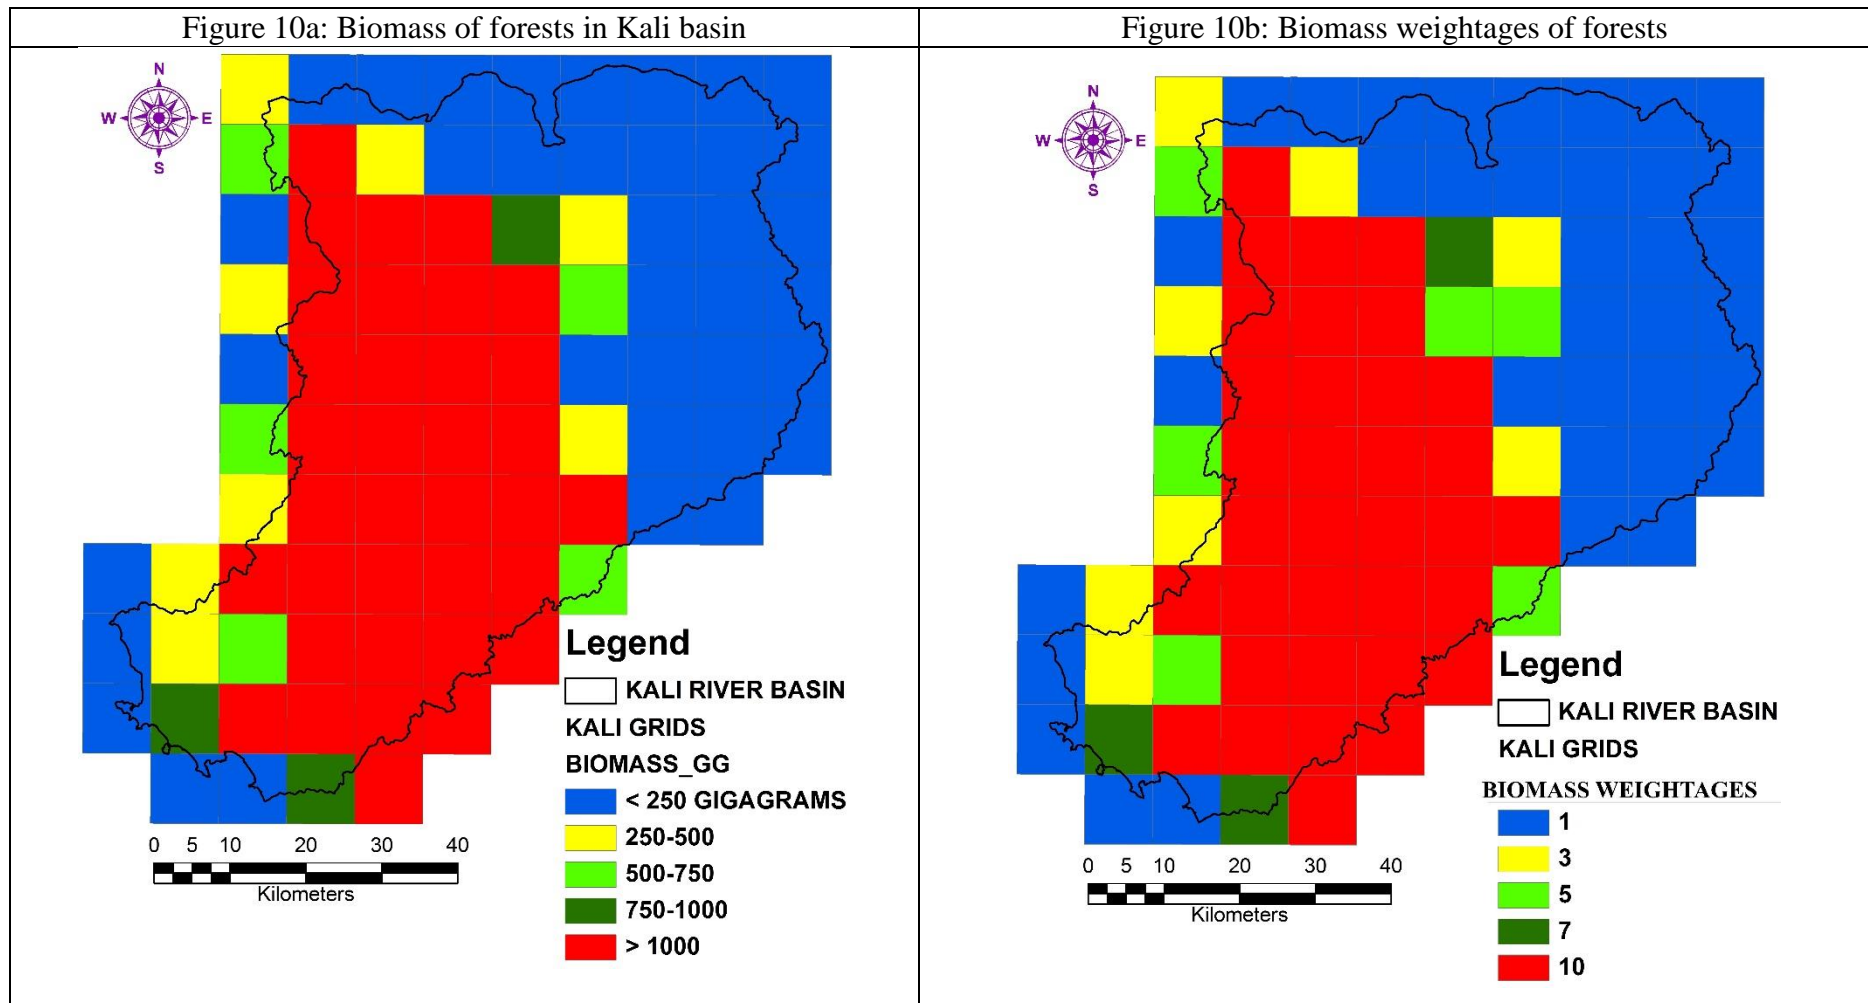 Figure 10a: Biomass of forests in Kali basin
N
W E
S
Legend
KALI RIVER BASIN
KALI GRIDS
BIOMASS_GG
< 250 GIGAGRAMS
250-500
500-750
750-1000
> 1000
0 5 10 20 30 40
Kilometers
Figure 10b: Biomass weightages of forests
N
W E
S
Legend
KALI RIVER BASIN
KALI GRIDS
BIOMASS WEIGHTAGES
1
3
5
7
10
0 5 10 20 30 40
Kilometers